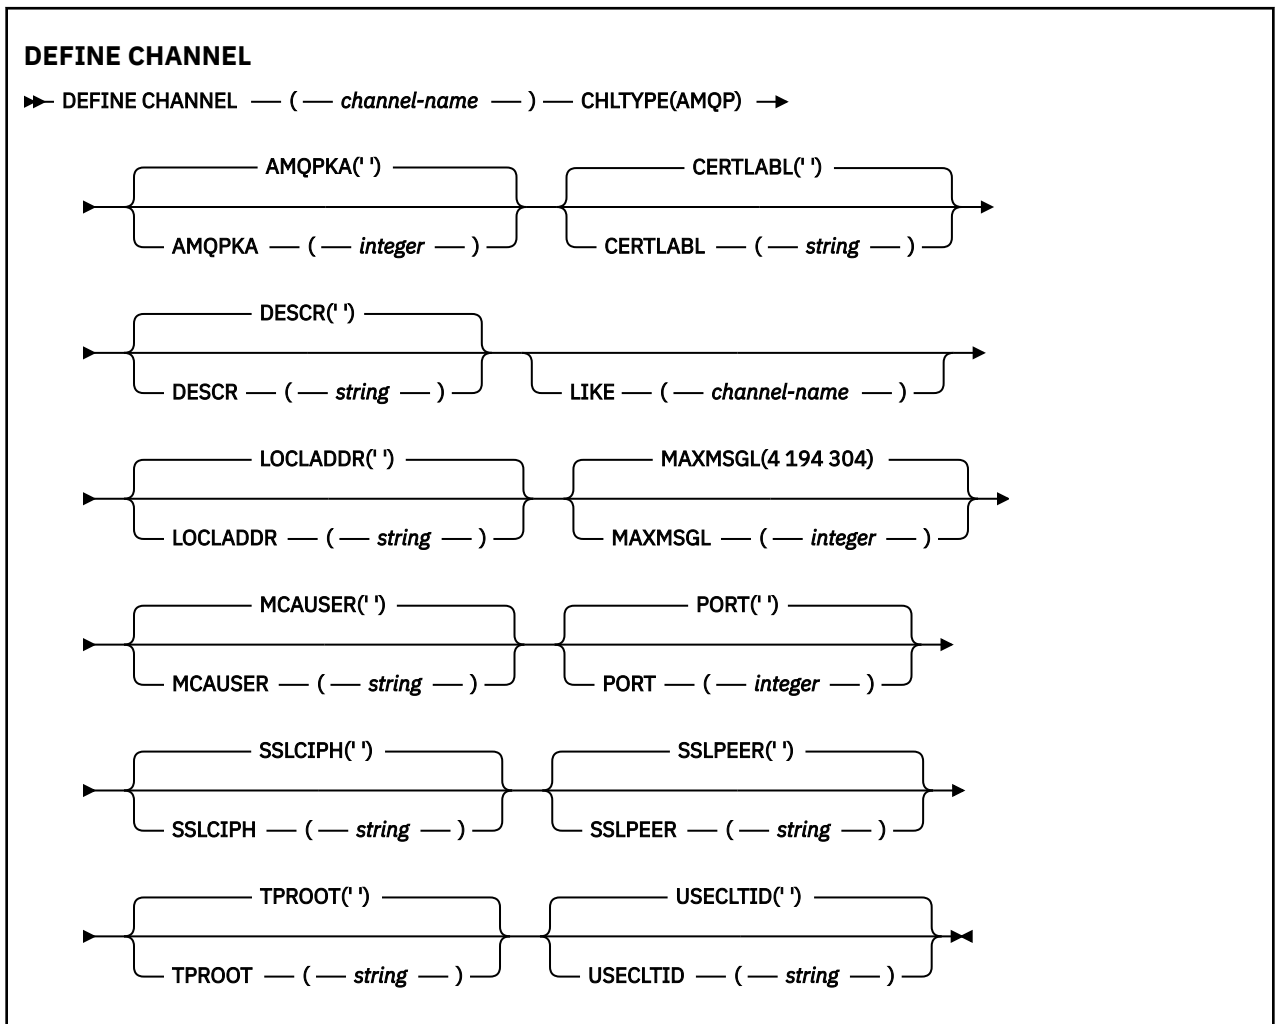 DEFINE CHANNEL
DEFINE CHANNEL ( channel-name ) CHLTYPE(AMQP)
AMQPKA(' ') CERTLABL(' ')
AMQPKA ( integer ) CERTLABL ( string )
DESCR(' ')
DESCR ( string ) LIKE ( channel-name )
LOCLADDR(' ') MAXMSGL(4 194 304)
LOCLADDR ( string ) MAXMSGL ( integer )
MCAUSER(' ') PORT(' ')
MCAUSER ( string ) PORT ( integer )
SSLCIPH(' ') SSLPEER(' ')
SSLCIPH ( string ) SSLPEER ( string )
TPROOT(' ') USECLTID(' ')
TPROOT ( string ) USECLTID ( string )